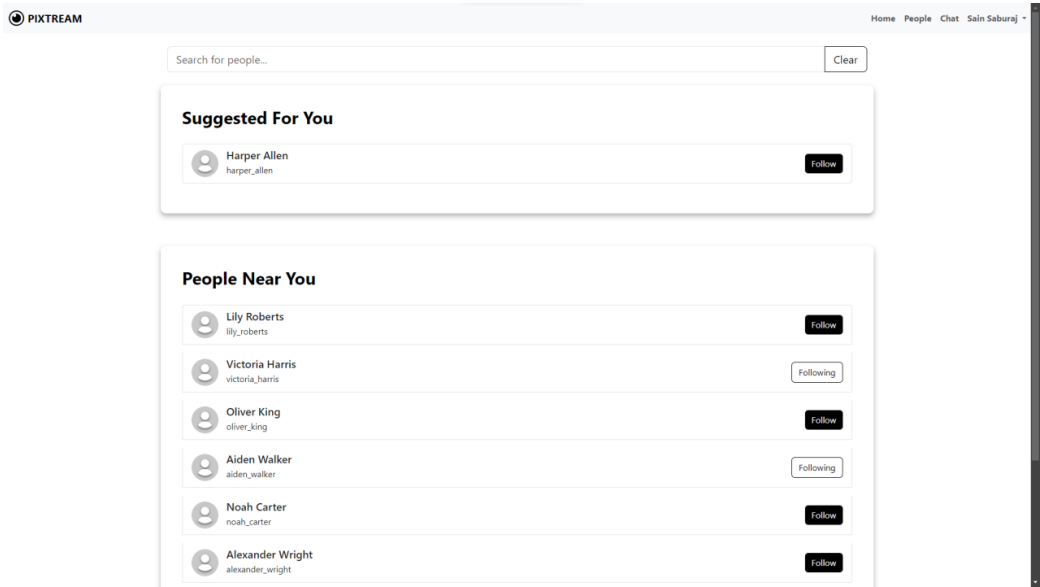 PIXTREAM
Home People Chat Sain Saburaj
Search for people...
Clear
Suggested For You
Harper Allen
harper_allen
Follow
People Near You
Lily Roberts
lily_roberts
Follow
Victoria Harris
victoria_harris
Following
Oliver King
oliver_king
Follow
Aiden Walker
aiden_walker
Following
Noah Carter
noah_carter
Follow
Alexander Wright
alexander_wright
Follow